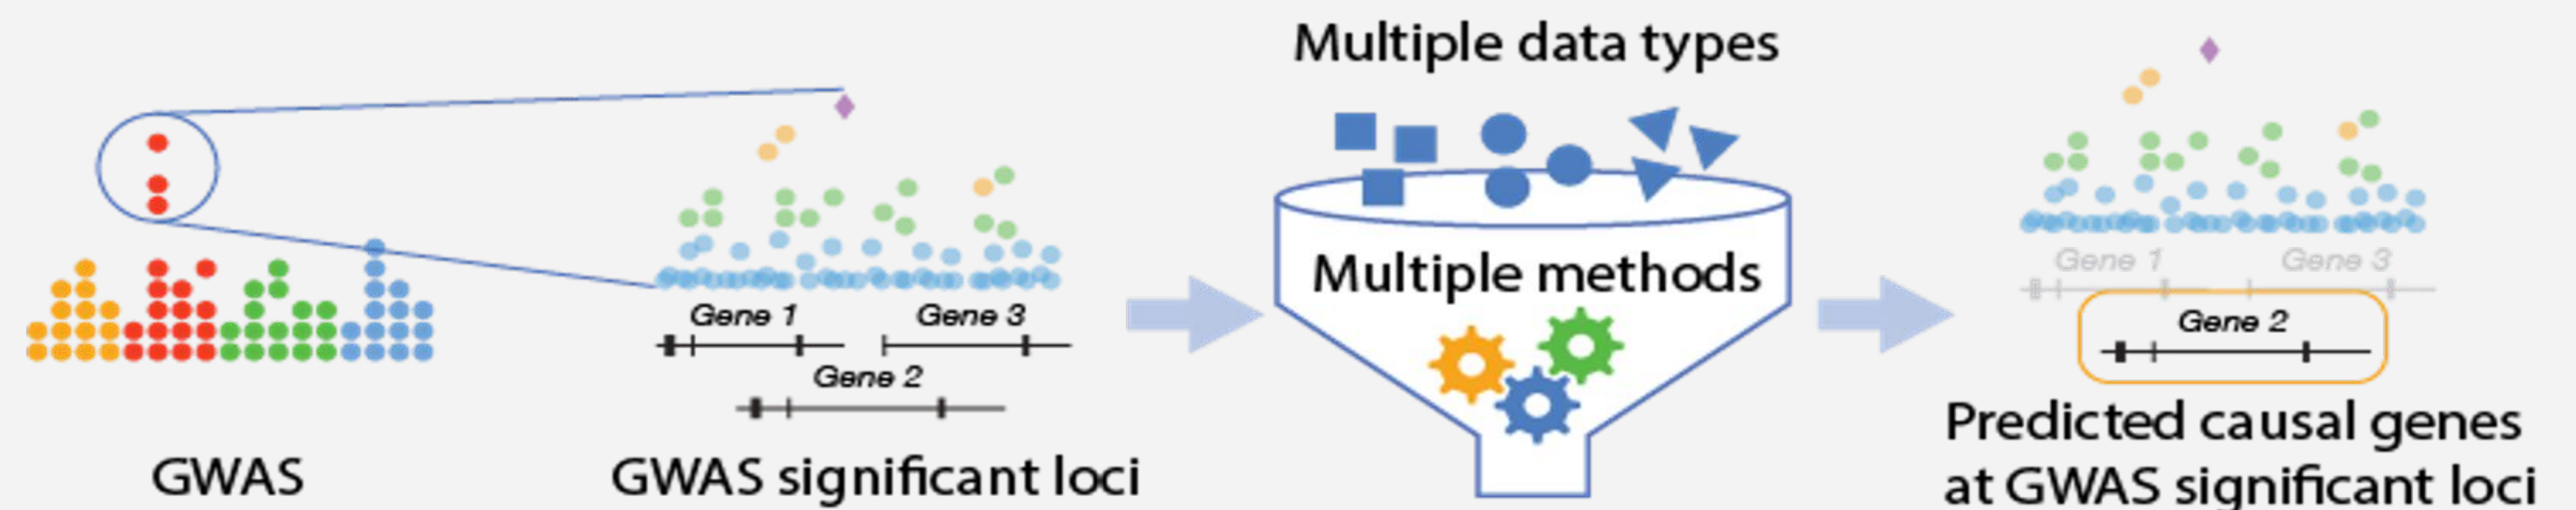 GWAS
Gene 1
Gene 3
Gene 2
GWAS significant loci
Multiple data types
Multiple methods
Gene 1
Gene 3
Gene 2
Predicted causal genes
at GWAS significant loci